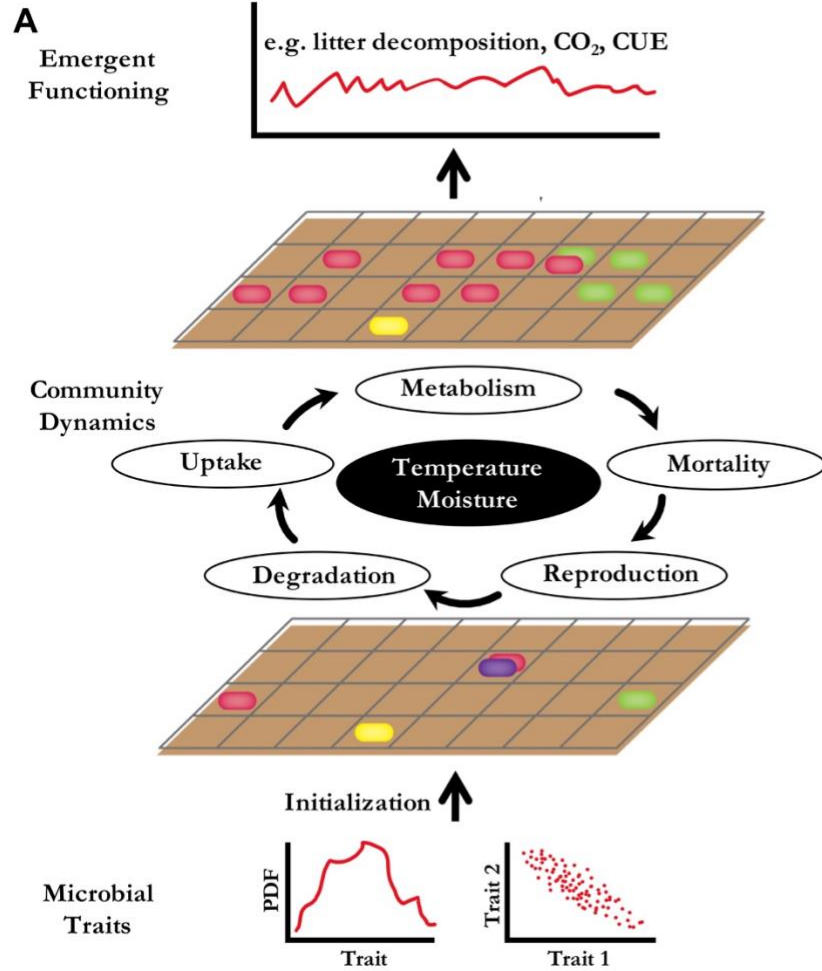 A
Emergent
Functioning
e.g. litter decomposition, CO₂, CUE
Community
Dynamics
Metabolism
Uptake
Temperature
Moisture
Mortality
Degradation
Reproduction
Initialization
Microbial
Traits
PDF
Trait
Trait 2
Trait 1